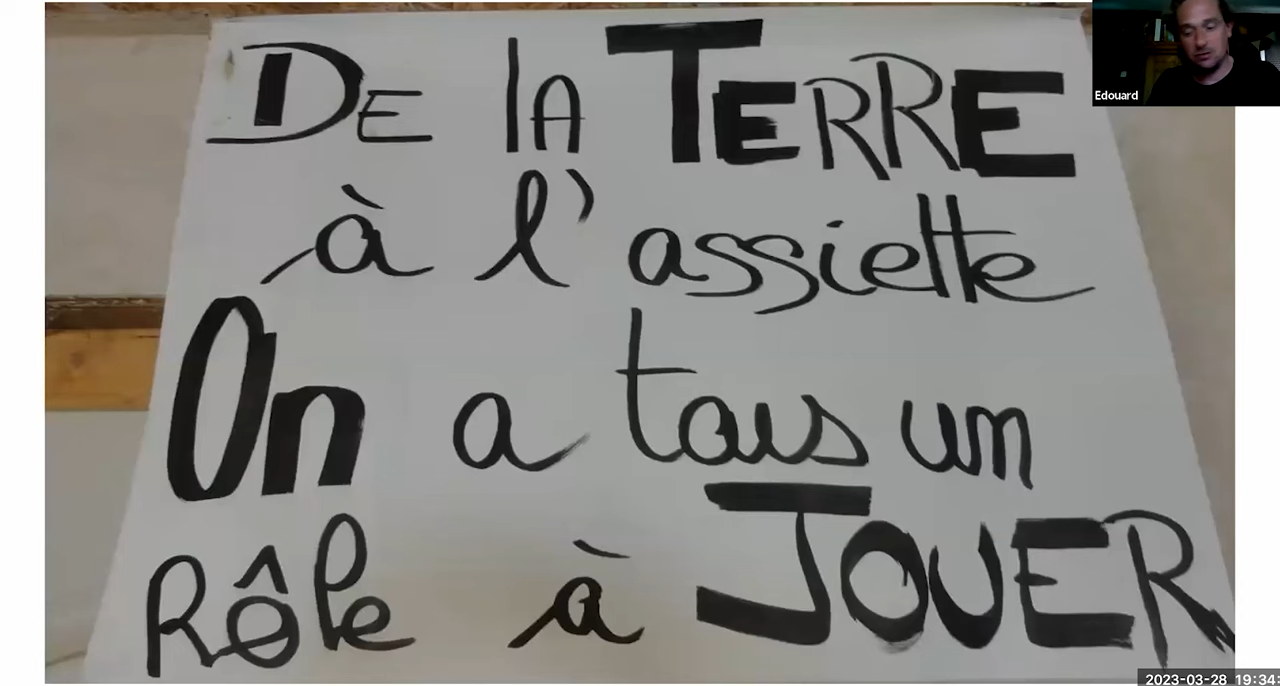 DE lA TERRE
à l'assiette
On a tous un
Rôle à JOUER
Edouard
2023-03-28 19:34: